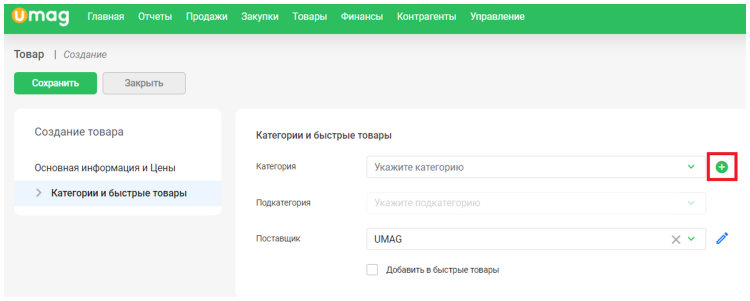 Umag Главная Отчеты Продажи Закупки Товары Финансы Контрагенты Управление
Товар | Создание
Сохранить Закрыть
Создание товара
Основная информация и Цены
Категории и быстрые товары
Категории и быстрые товары
Категория Укажите категорию
Подкатегория Укажите подкатегорию
Поставщик UMAG
Добавить в быстрые товары